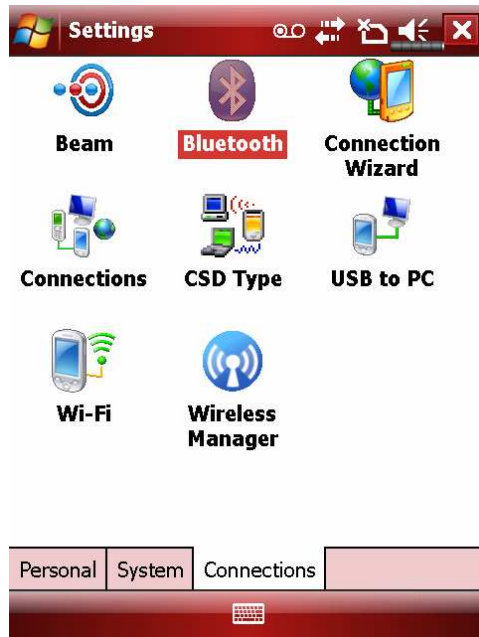 Settings
Beam
Bluetooth
Connection
Wizard
Connections
CSD Type
USB to PC
Wi-Fi
Wireless
Manager
Personal
System
Connections